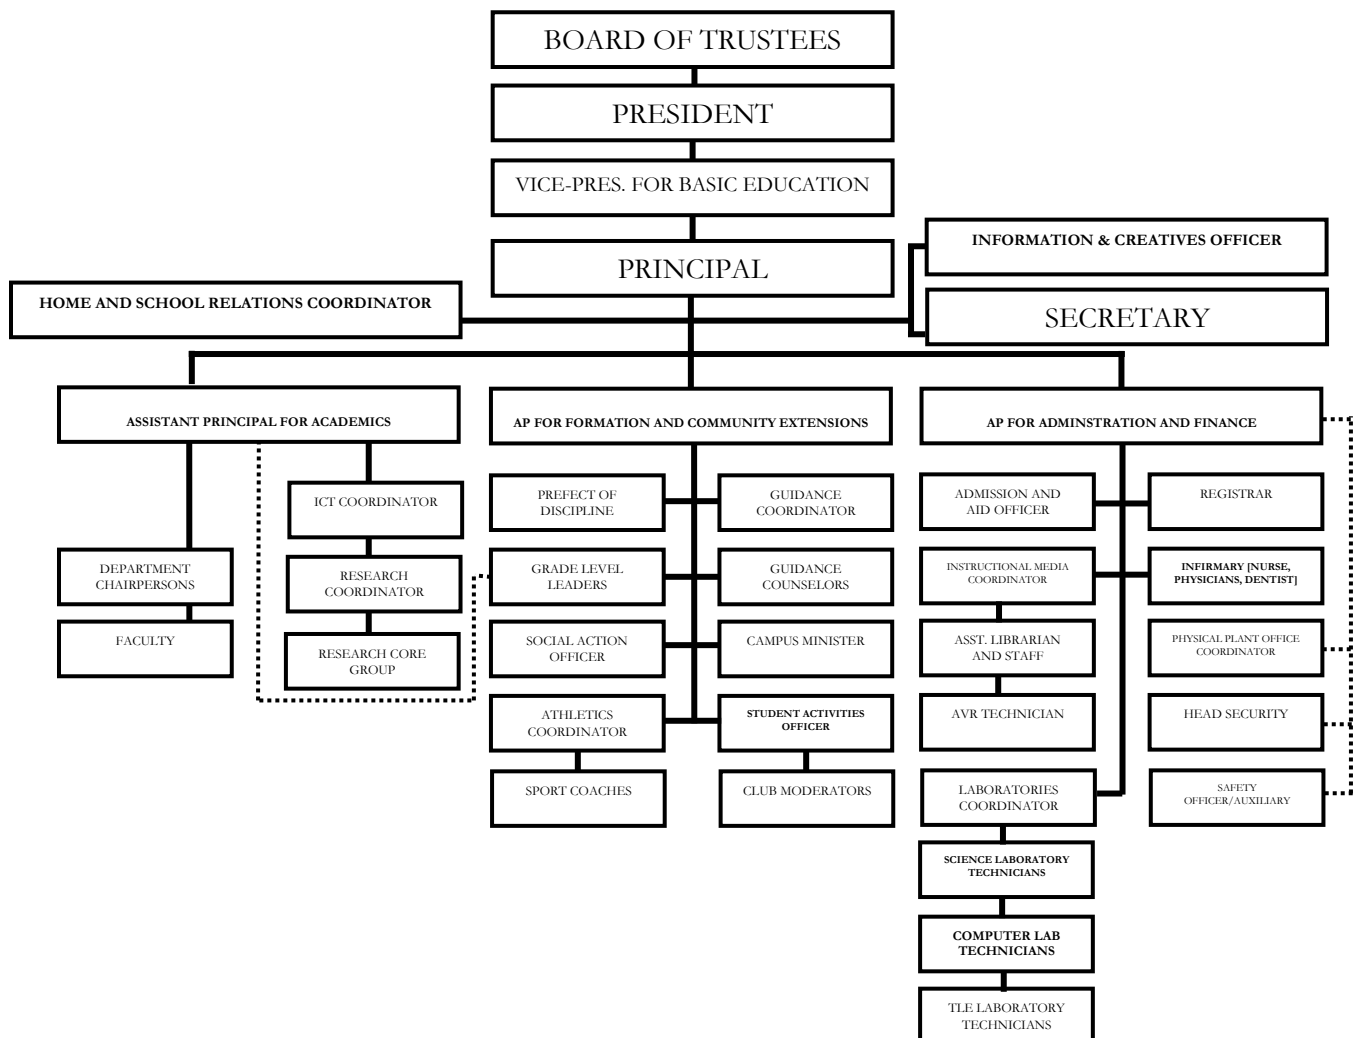 BOARD OF TRUSTEES
PRESIDENT
VICE-PRES. FOR BASIC EDUCATION
PRINCIPAL
INFORMATION & CREATIVES OFFICER
HOME AND SCHOOL RELATIONS COORDINATOR
SECRETARY
ASSISTANT PRINCIPAL FOR ACADEMICS
AP FOR FORMATION AND COMMUNITY EXTENSIONS
AP FOR ADMINSTRATION AND FINANCE
ICT COORDINATOR
DEPARTMENT
CHAIRPERSONS
RESEARCH
COORDINATOR
FACULTY
RESEARCH CORE
GROUP
PREFECT OF
DISCIPLINE
GUIDANCE
COORDINATOR
GRADE LEVEL
LEADERS
GUIDANCE
COUNSELORS
SOCIAL ACTION
OFFICER
CAMPUS MINISTER
ATHLETICS
COORDINATOR
STUDENT ACTIVITIES
OFFICER
SPORT COACHES
CLUB MODERATORS
ADMISSION AND
AID OFFICER
REGISTRAR
INSTRUCTIONAL MEDIA
COORDINATOR
INFIRMARY [NURSE,
PHYSICIANS, DENTIST]
ASST. LIBRARIAN
AND STAFF
PHYSICAL PLANT OFFICE
COORDINATOR
AVR TECHNICIAN
HEAD SECURITY
LABORATORIES
COORDINATOR
SAFETY
OFFICER/AUXILIARY
SCIENCE LABORATORY
TECHNICIANS
COMPUTER LAB
TECHNICIANS
TLE LABORATORY
TECHNICIANS